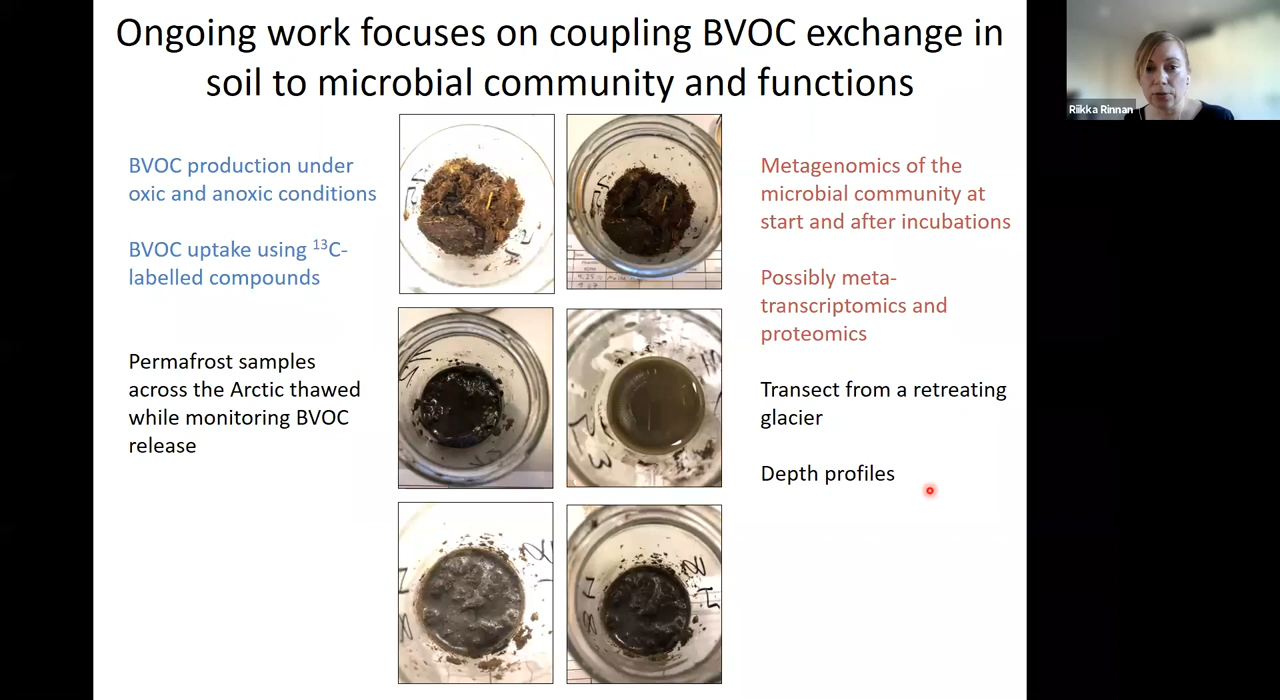 Ongoing work focuses on coupling BVOC exchange in
soil to microbial community and functions
Riikka Rinnan
BVOC production under
oxic and anoxic conditions
BVOC uptake using ¹³C-
labelled compounds
Permafrost samples
across the Arctic thawed
while monitoring BVOC
release
Metagenomics of the
microbial community at
start and after incubations
Possibly meta-
transcriptomics and
proteomics
Transect from a retreating
glacier
Depth profiles